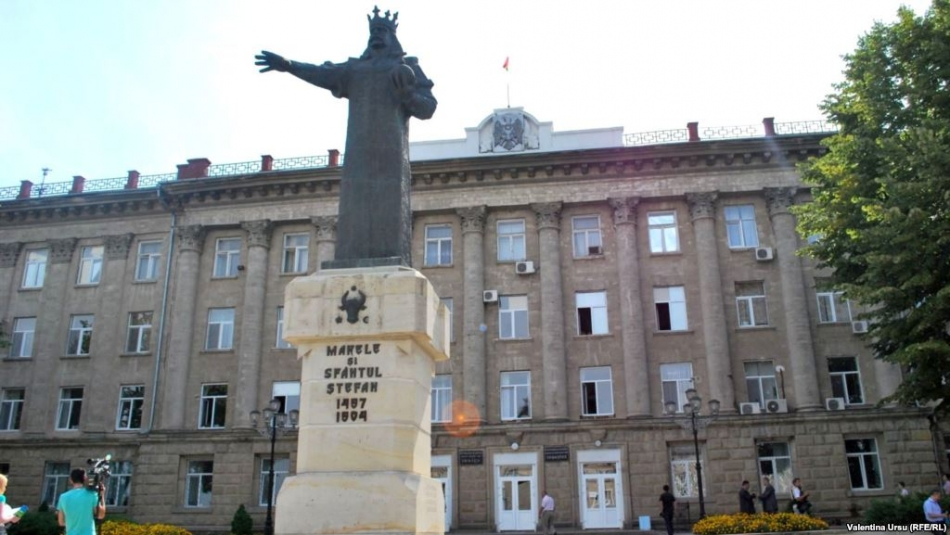 MARELE
ȘI
SFÂNTUL
ȘTEFAN
1457
1504
Valentina Ursu (RFE/RL)